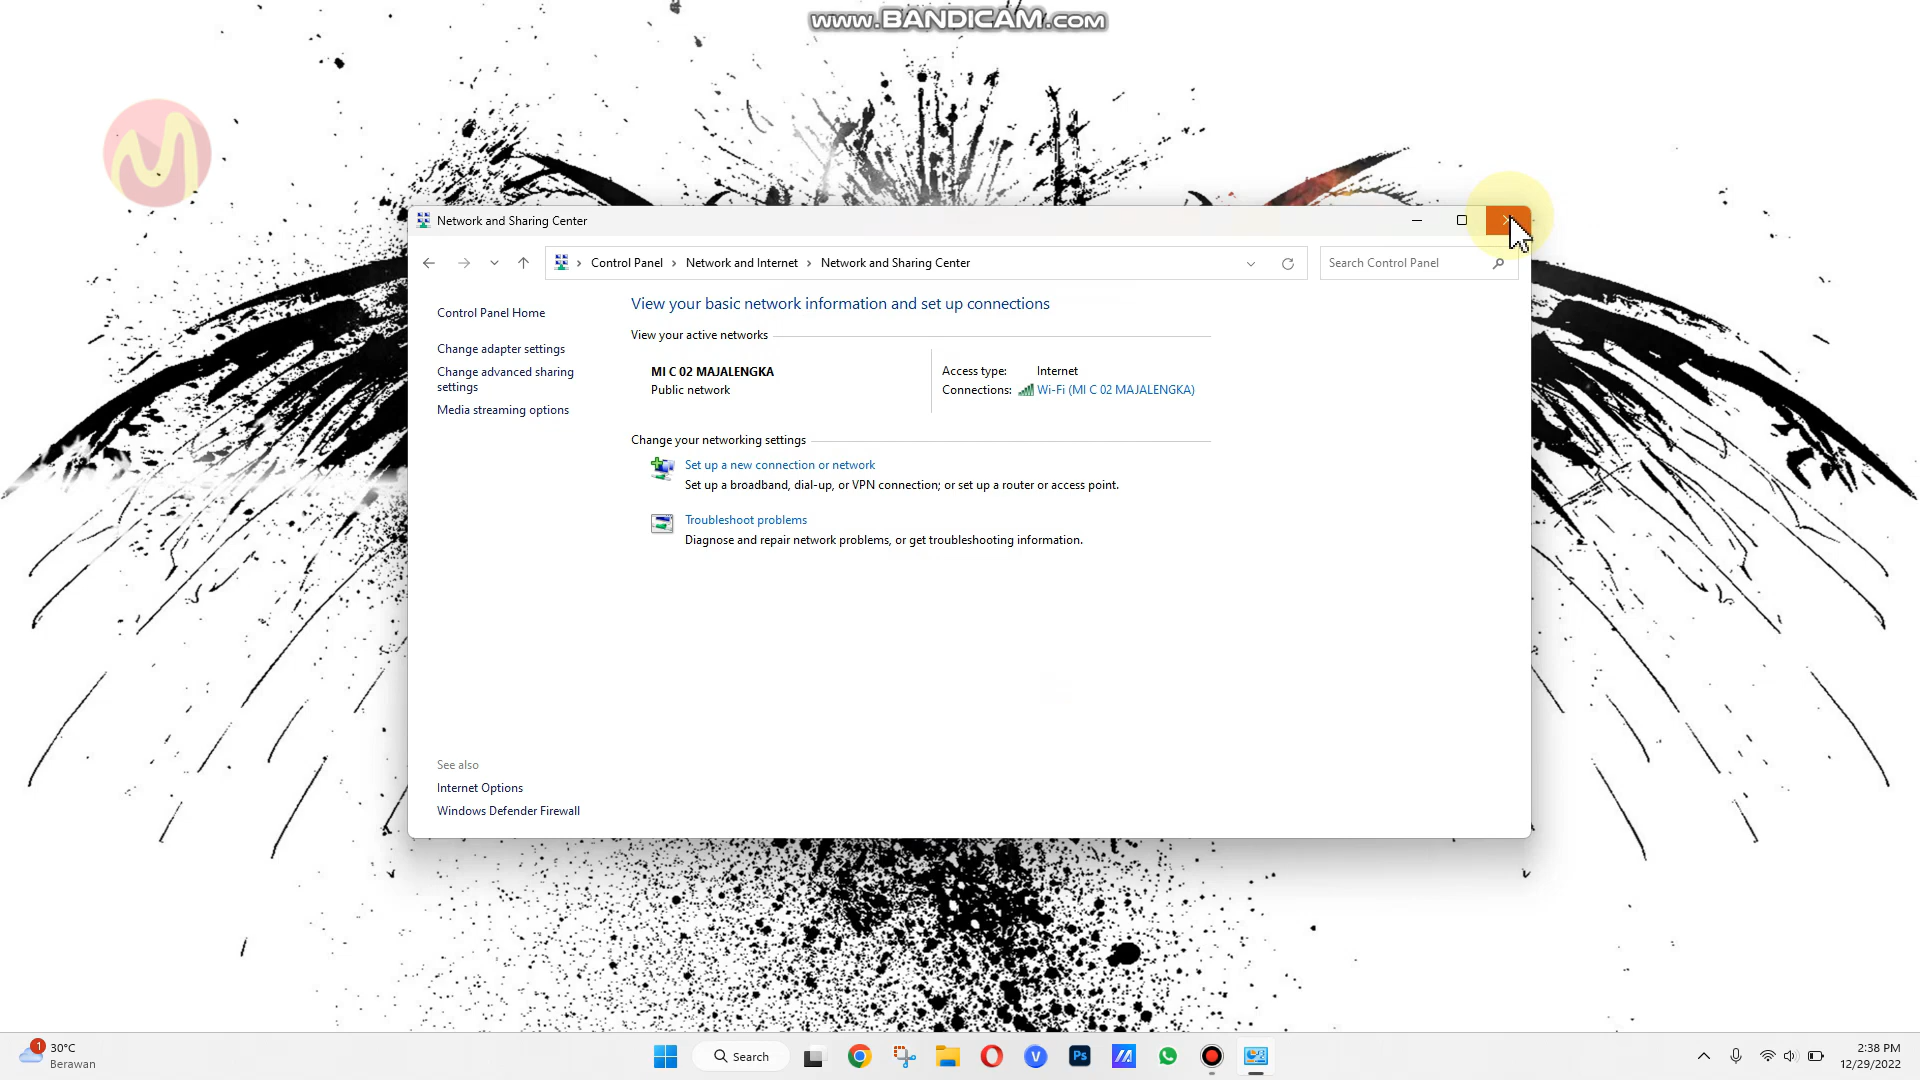 www.BANDICAM.com
Network and Sharing Center
Control Panel > Network and Internet > Network and Sharing Center
Search Control Panel
Control Panel Home
Change adapter settings
Change advanced sharing
settings
Media streaming options
View your basic network information and set up connections
View your active networks
MI C 02 MAJALENGKA
Public network
Access type: Internet
Connections: Wi-Fi (MI C 02 MAJALENGKA)
Change your networking settings
Set up a new connection or network
Set up a broadband, dial-up, or VPN connection; or set up a router or access point.
Troubleshoot problems
Diagnose and repair network problems, or get troubleshooting information.
See also
Internet Options
Windows Defender Firewall
1
30°C
Berawan
Search
V
Ps
2:38 PM
12/29/2022